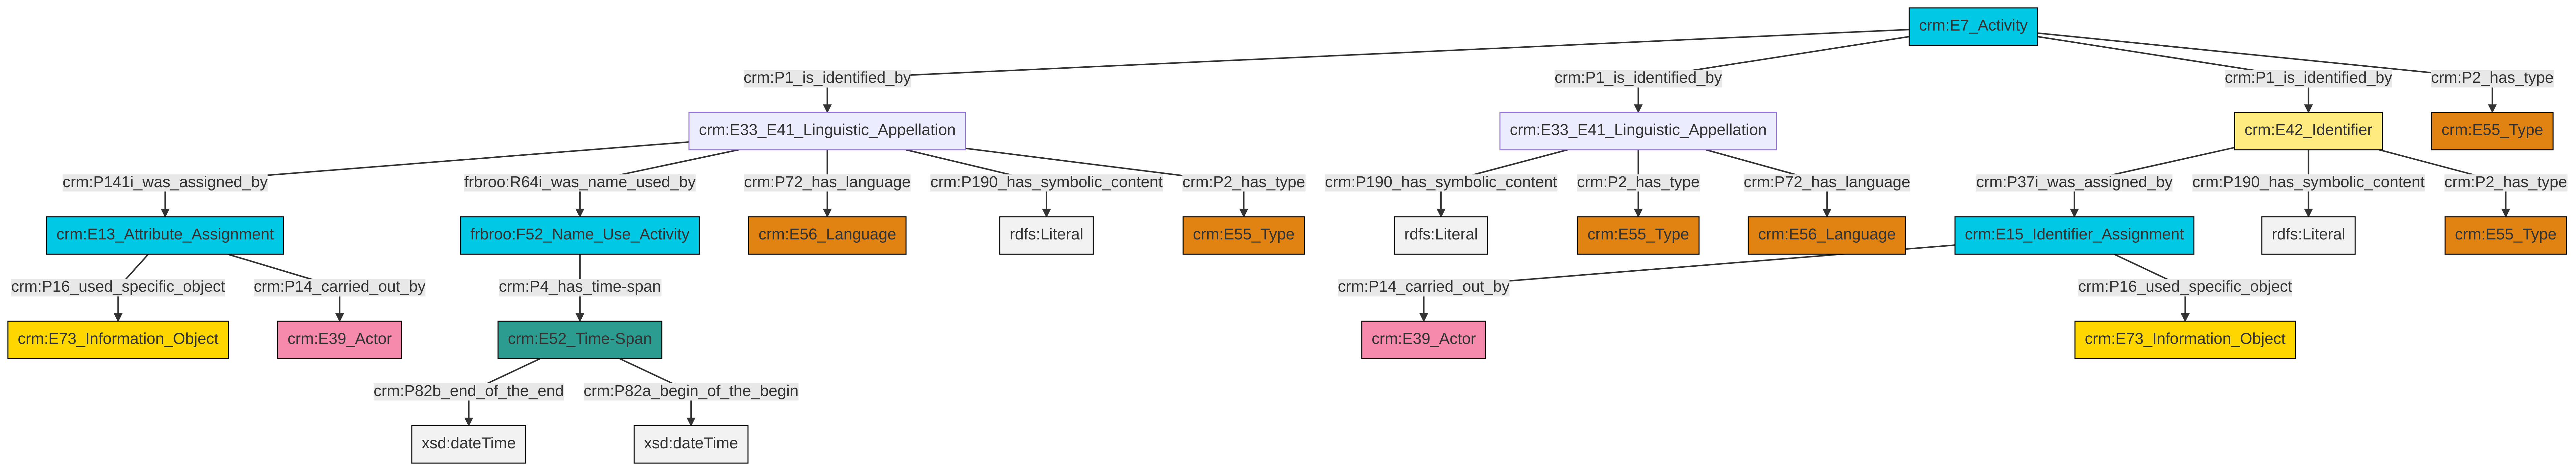 crm:E7_Activity
crm:P1_is_identified_by
crm:P1_is_identified_by
crm:P1_is_identified_by
crm:P2_has_type
crm:E33_E41_Linguistic_Appellation
crm:E33_E41_Linguistic_Appellation
crm:E42_Identifier
crm:E55_Type
crm:P141i_was_assigned_by
frbroo:R64i_was_name_used_by
crm:P72_has_language
crm:P190_has_symbolic_content
crm:P2_has_type
crm:P190_has_symbolic_content
crm:P2_has_type
crm:P72_has_language
crm:P37i_was_assigned_by
crm:P190_has_symbolic_content
crm:P2_has_type
crm:E13_Attribute_Assignment
frbroo:F52_Name_Use_Activity
crm:E56_Language
rdfs:Literal
crm:E55_Type
rdfs:Literal
crm:E55_Type
crm:E56_Language
crm:E15_Identifier_Assignment
rdfs:Literal
crm:E55_Type
crm:P16_used_specific_object
crm:P14_carried_out_by
crm:P4_has_time-span
crm:P14_carried_out_by
crm:P16_used_specific_object
crm:E73_Information_Object
crm:E39_Actor
crm:E52_Time-Span
crm:E39_Actor
crm:E73_Information_Object
crm:P82b_end_of_the_end
crm:P82a_begin_of_the_begin
xsd:dateTime
xsd:dateTime